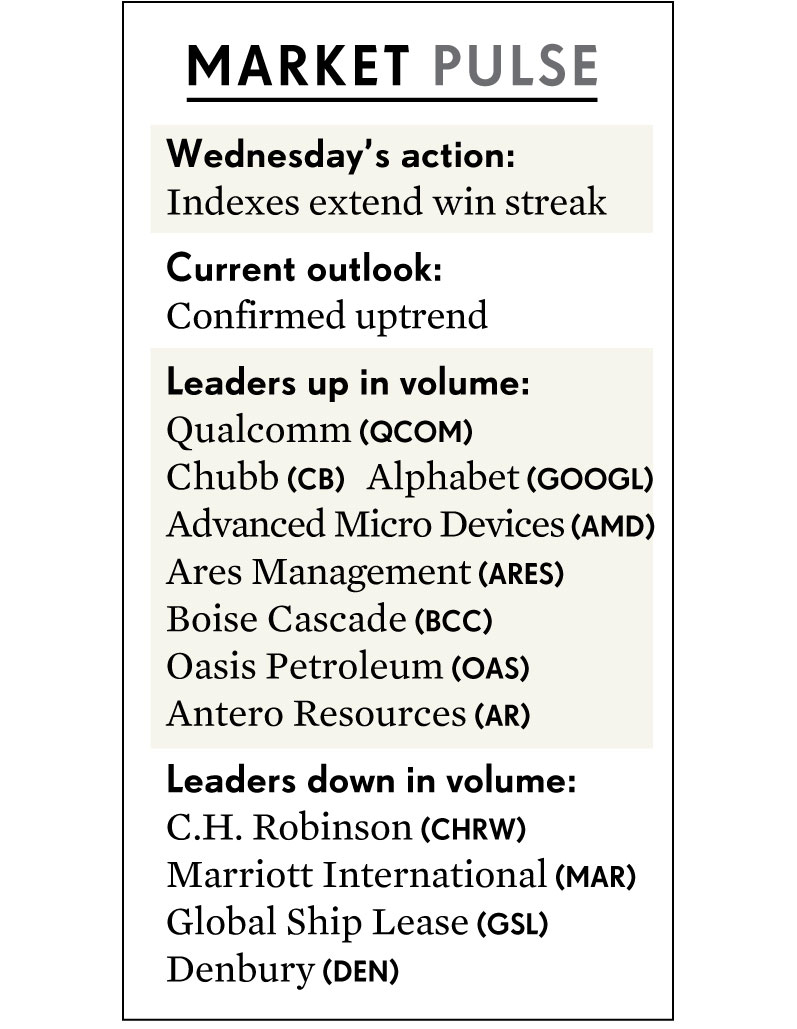 MARKET PULSE
Wednesday’s action:
Indexes extend win streak
Current outlook:
Confirmed uptrend
Leaders up in volume:
Qualcomm (QCOM)
Chubb (CB) Alphabet (GOOGL)
Advanced Micro Devices (AMD)
Ares Management (ARES)
Boise Cascade (BCC)
Oasis Petroleum (OAS)
Antero Resources (AR)
Leaders down in volume:
C.H. Robinson (CHRW)
Marriott International (MAR)
Global Ship Lease (GSL)
Denbury (DEN)